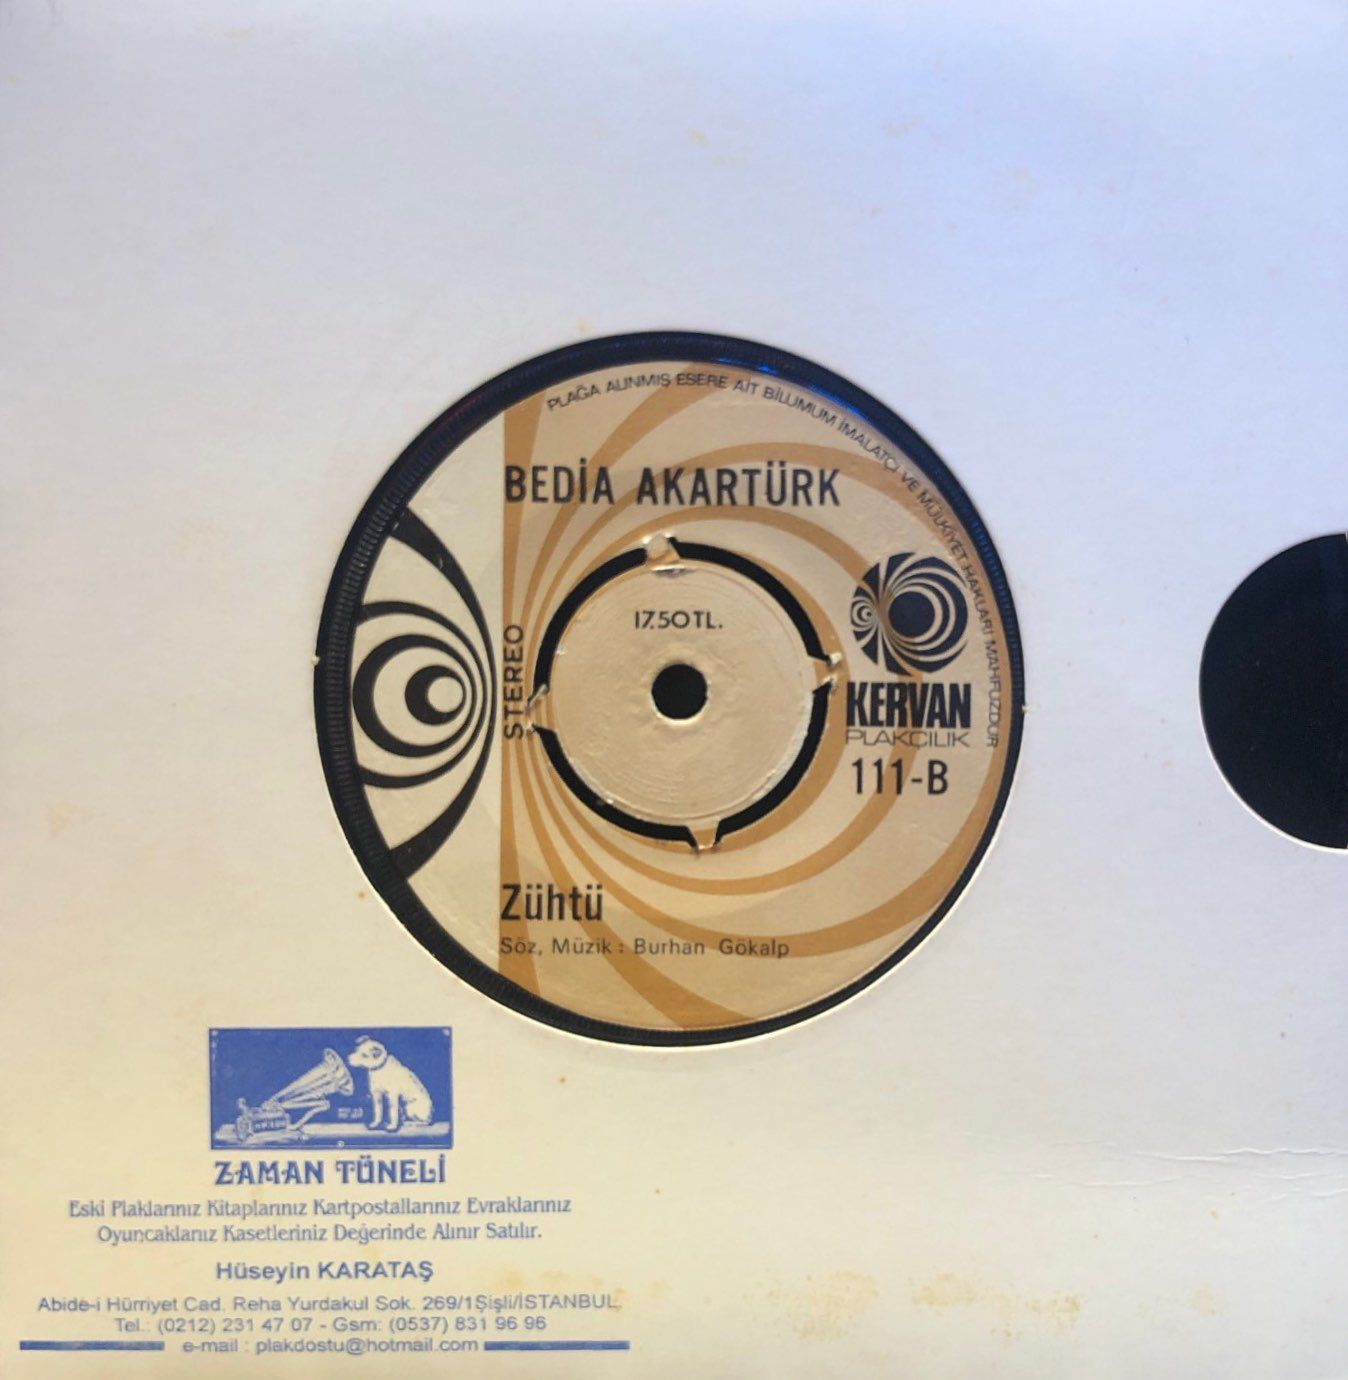 PLAĞA ALINMIŞ ESERE AİT BİLUMUM İMALATÇI VE MÜLKİYET HAKLARI MAHFUZDUR
BEDİA AKARTÜRK
17.50 TL.
STEREO
KERVAN
PLAKÇILIK
111-B
Zühtü
Söz, Müzik : Burhan Gökalp
ZAMAN TÜNELİ
Eski Plaklarınız Kitaplarınız Kartpostallarınız Evraklarınız
Oyuncaklarız Kasetleriniz Değerinde Alınır Satılır.
Hüseyin KARATAŞ
Abide-i Hürriyet Cad. Reha Yurdakul Sok. 269/1Şişli/İSTANBUL
Tel.: (0212) 231 47 07 - Gsm: (0537) 831 96 96
e-mail : plakdostu@hotmail.com